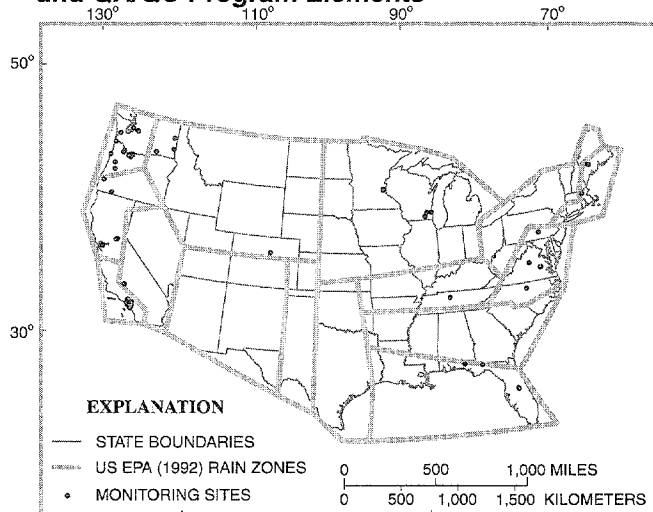 and QA/QC Program Elements
130° 110° 90° 70°
50°
30°
EXPLANATION
STATE BOUNDARIES
US EPA (1992) RAIN ZONES
MONITORING SITES
0 500 1,000 MILES
0 500 1,000 1,500 KILOMETERS